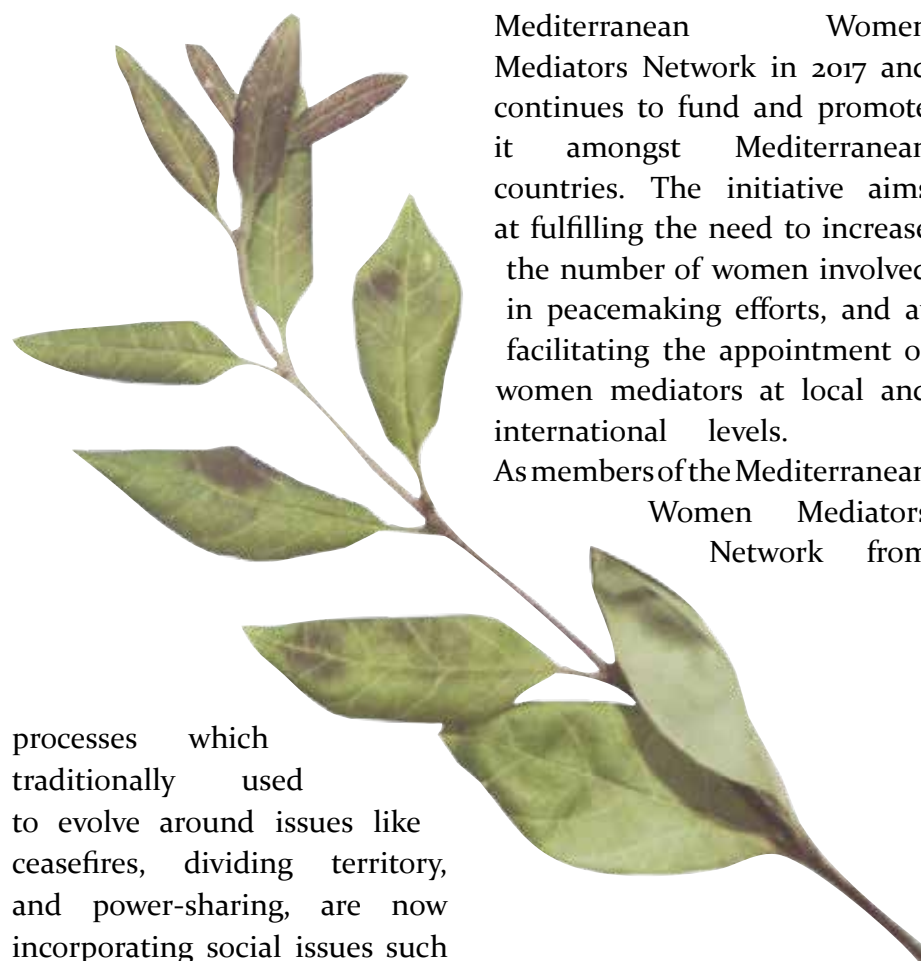 processes which
traditionally used
to evolve around issues like
ceasefires, dividing territory,
and power-sharing, are now
incorporating social issues such
Mediterranean Women
Mediators Network in 2017 and
continues to fund and promote
it amongst Mediterranean
countries. The initiative aims
at fulfilling the need to increase
the number of women involved
in peacemaking efforts, and at
facilitating the appointment of
women mediators at local and
international levels.
As members of the Mediterranean
Women Mediators
Network from